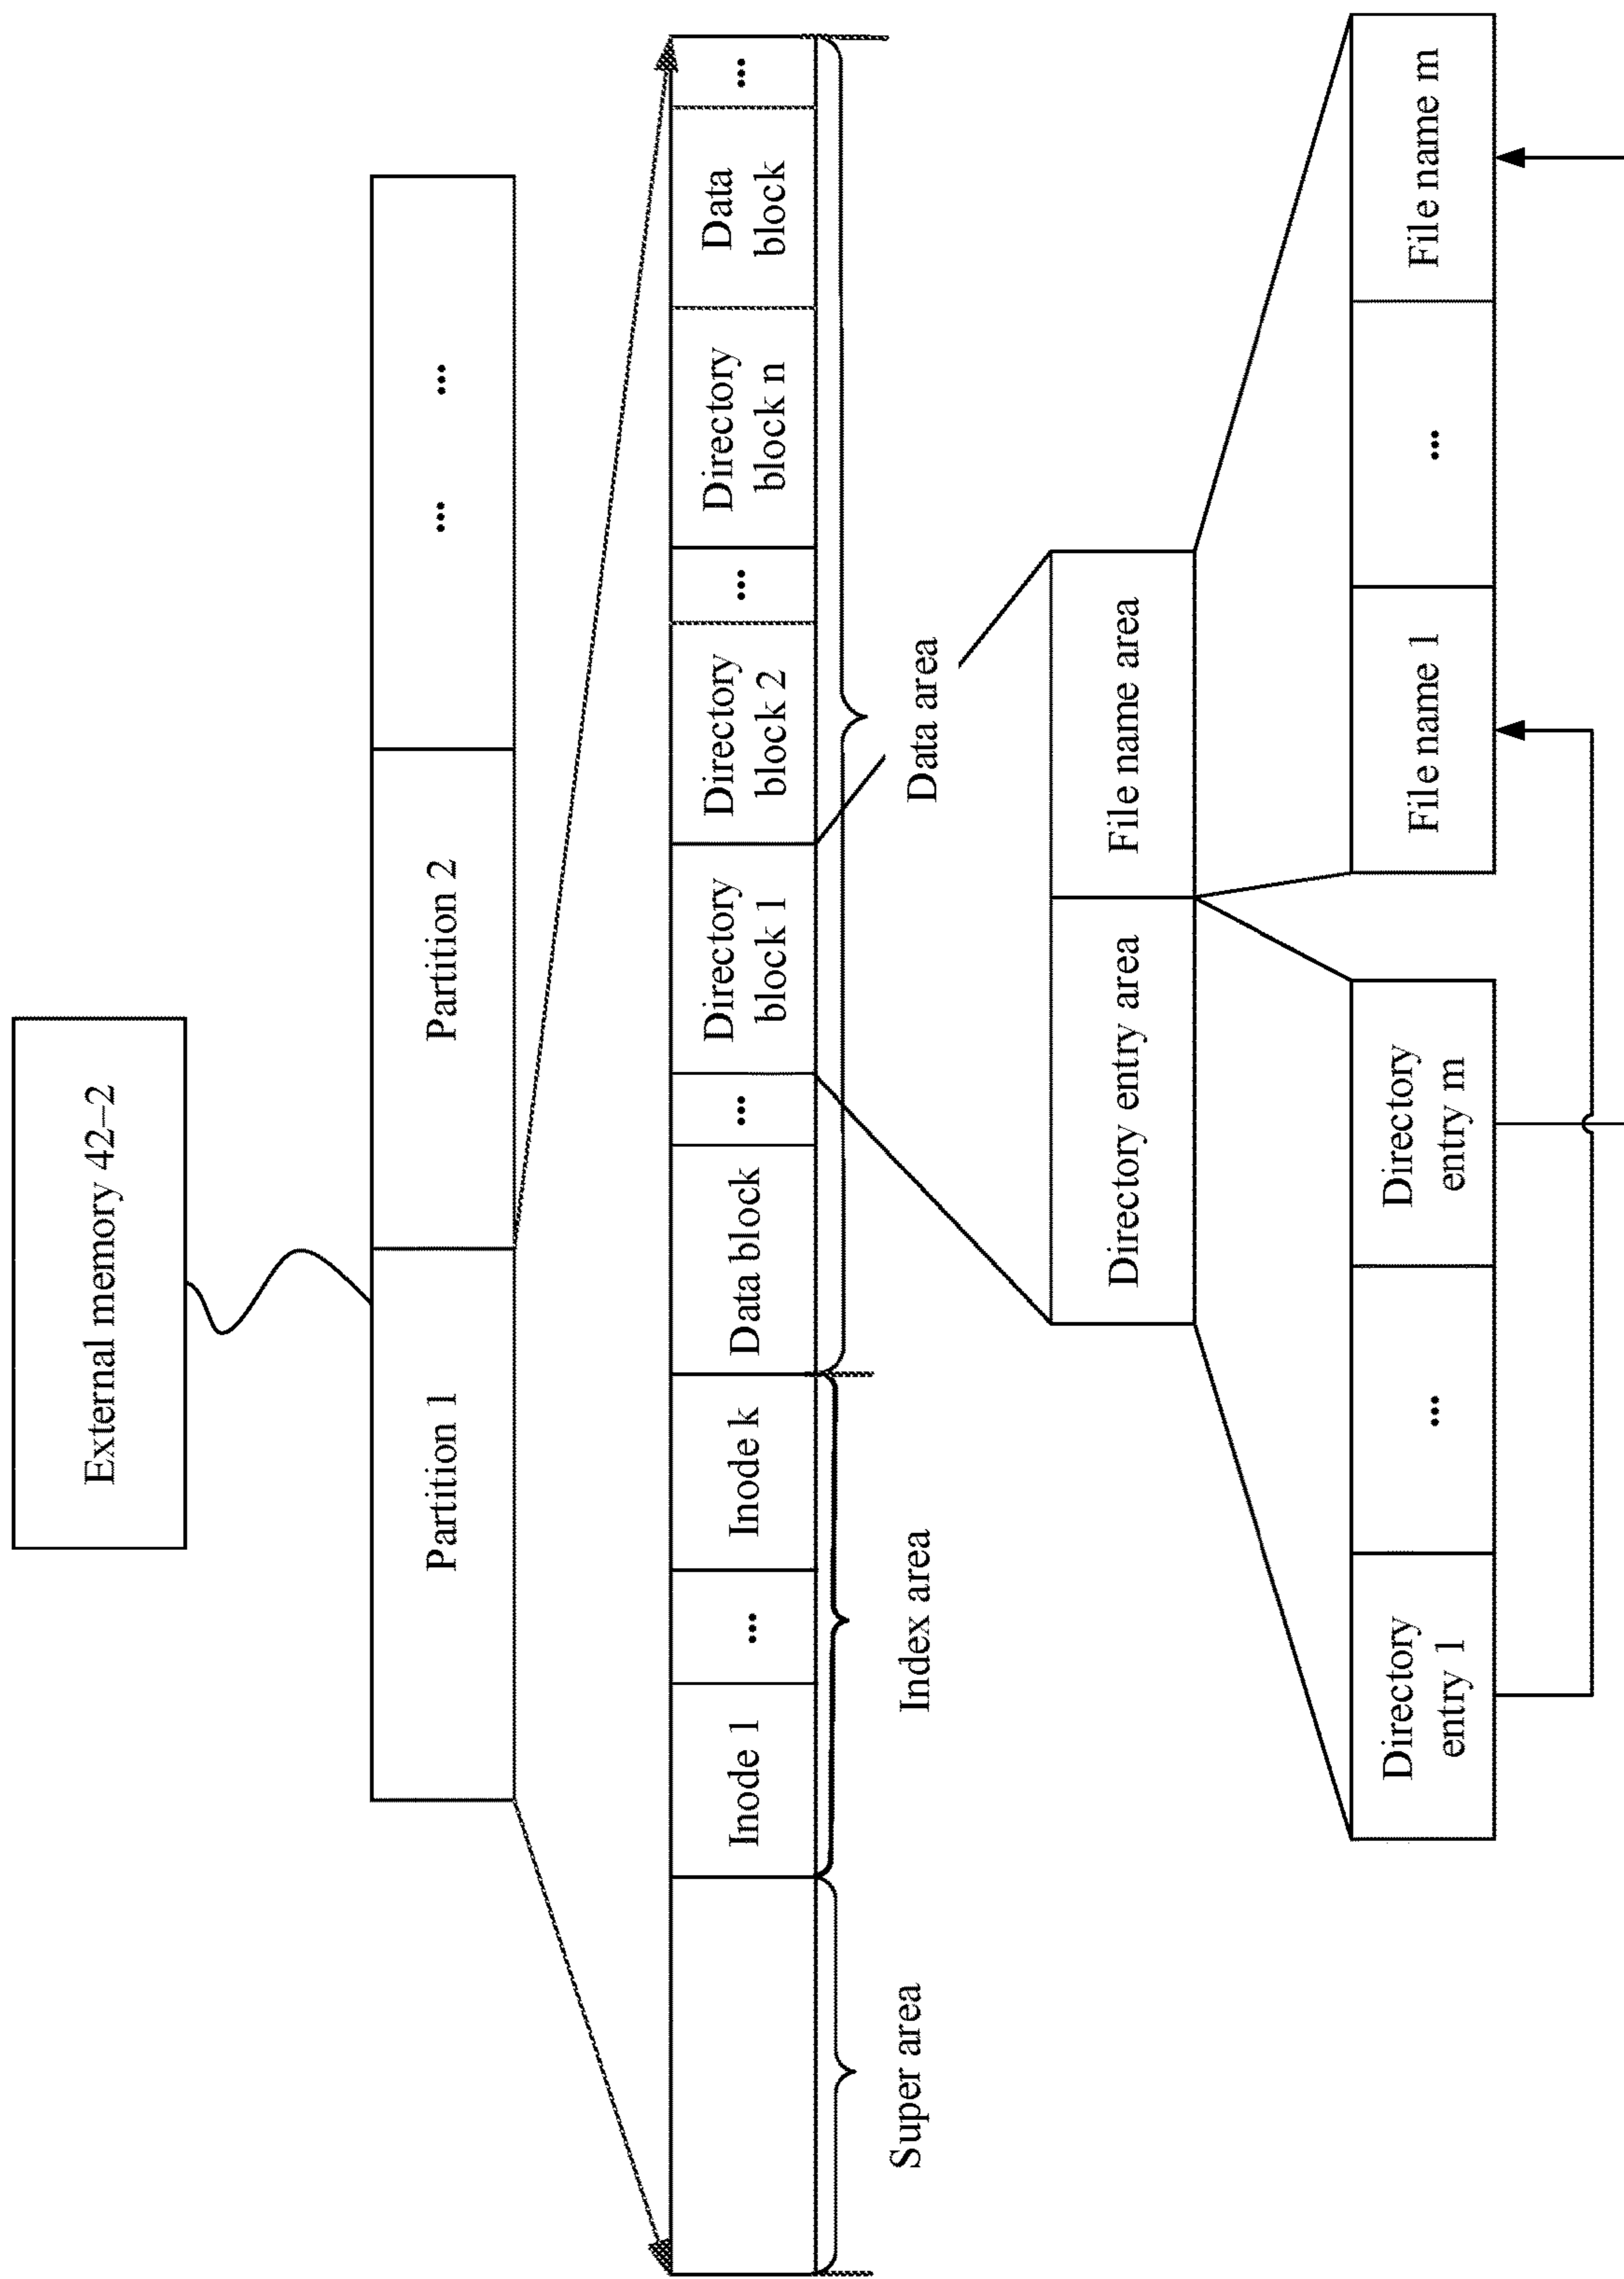 External memory 42–2
Partition 1
Partition 2
...
...
Inode 1
...
Inode k
Data block
...
Directory
block 1
Directory
block 2
...
Directory
block n
Data
block
...
Super area
Index area
Data area
Directory entry area
File name area
Directory
entry 1
...
Directory
entry m
File name 1
...
File name m